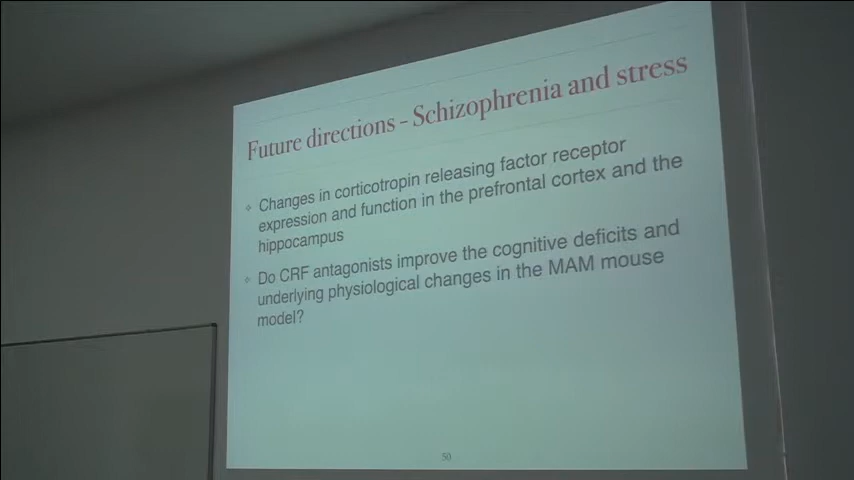 Future directions - Schizophrenia and stress
Changes in corticotropin releasing factor receptor
expression and function in the prefrontal cortex and the
hippocampus
Do CRF antagonists improve the cognitive deficits and
underlying physiological changes in the MAM mouse
model?
50